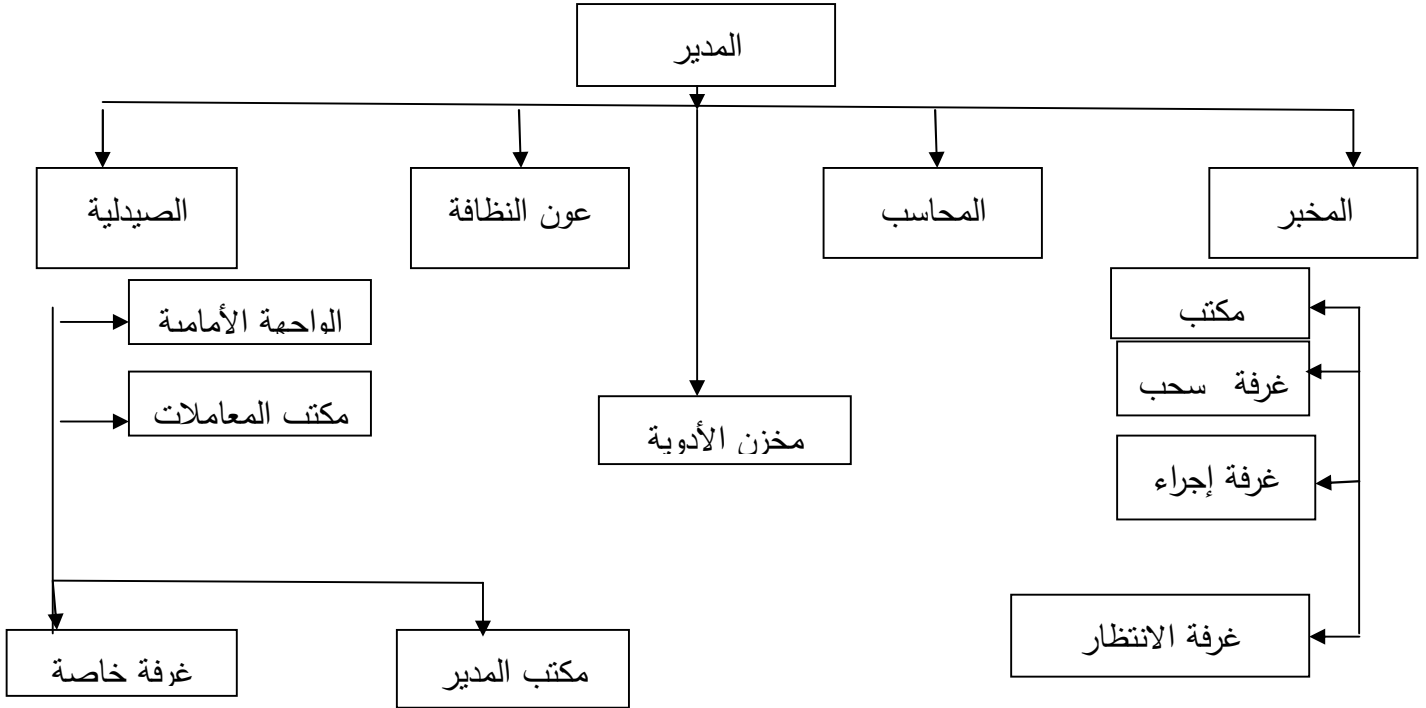 المدير
المخبر
المحاسب
عون النظافة
الصيدلية
مكتب
الواجهة الأمامية
غرفة سحب
مكتب المعاملات
مخزن الأدوية
غرفة إجراء
غرفة الانتظار
مكتب المدير
غرفة خاصة